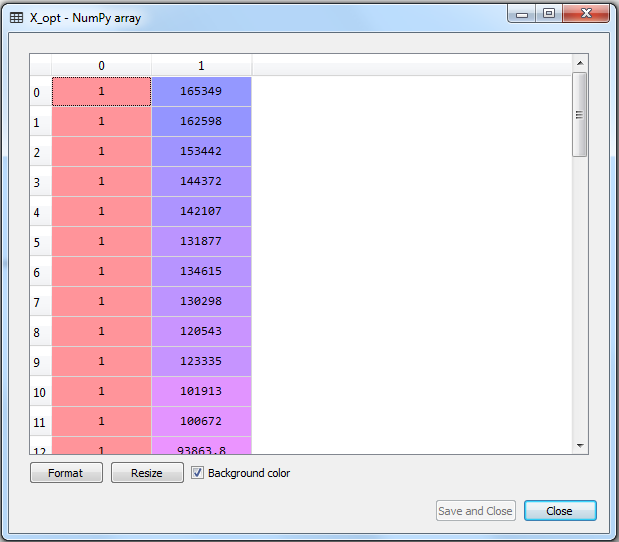 X_opt - NumPy array
0 1
0 1 165349
1 1 162598
2 1 153442
3 1 144372
4 1 142107
5 1 131877
6 1 134615
7 1 130298
8 1 120543
9 1 123335
10 1 101913
11 1 100672
12 1 93863.8
Format Resize Background color
Save and Close Close